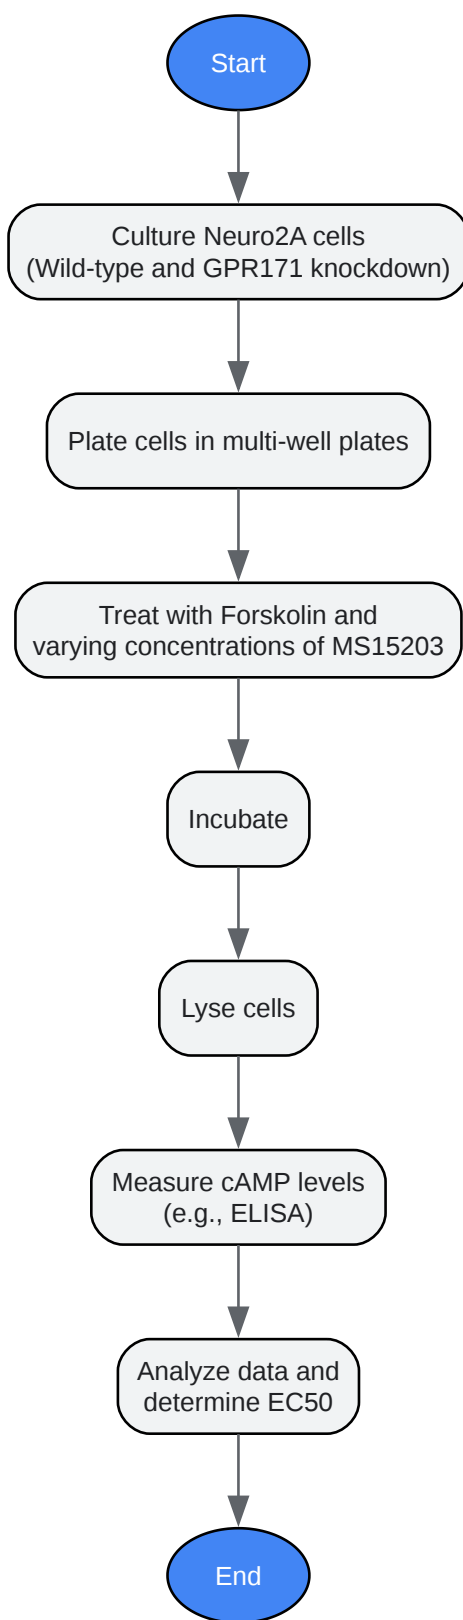 Start
Culture Neuro2A cells
(Wild-type and GPR171 knockdown)
Plate cells in multi-well plates
Treat with Forskolin and
varying concentrations of MS15203
Incubate
Lyse cells
Measure cAMP levels
(e.g., ELISA)
Analyze data and
determine EC50
End